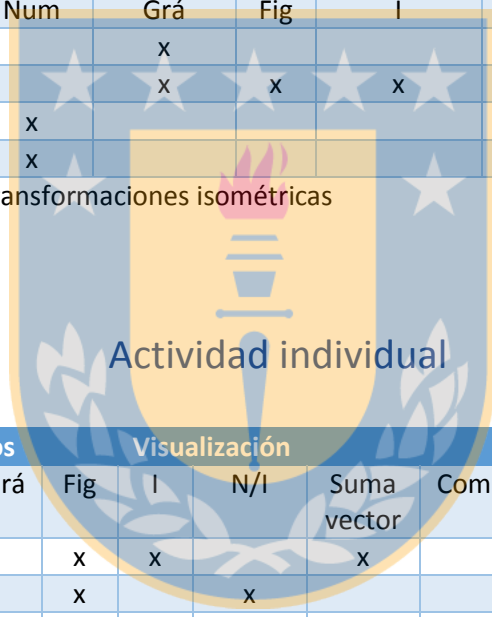 Num Grá Fig I
x
x x x
x
x
ansformaciones isométricas
Actividad individual
os Visualización
rá Fig I N/I Suma vector Com
x x x
x x